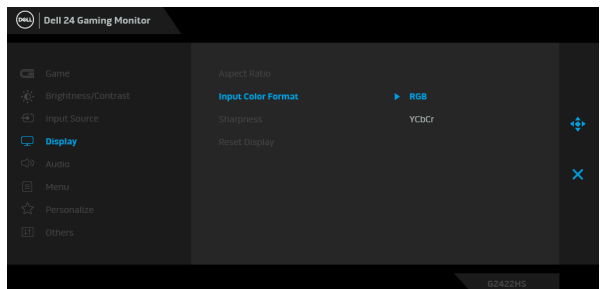 DELL Dell 24 Gaming Monitor
Game
Aspect Ratio
Brightness/Contrast
Input Color Format
RGB
Input Source
Sharpness
YCbCr
Display
Reset Display
Audio
Menu
Personalize
Others
G2422HS